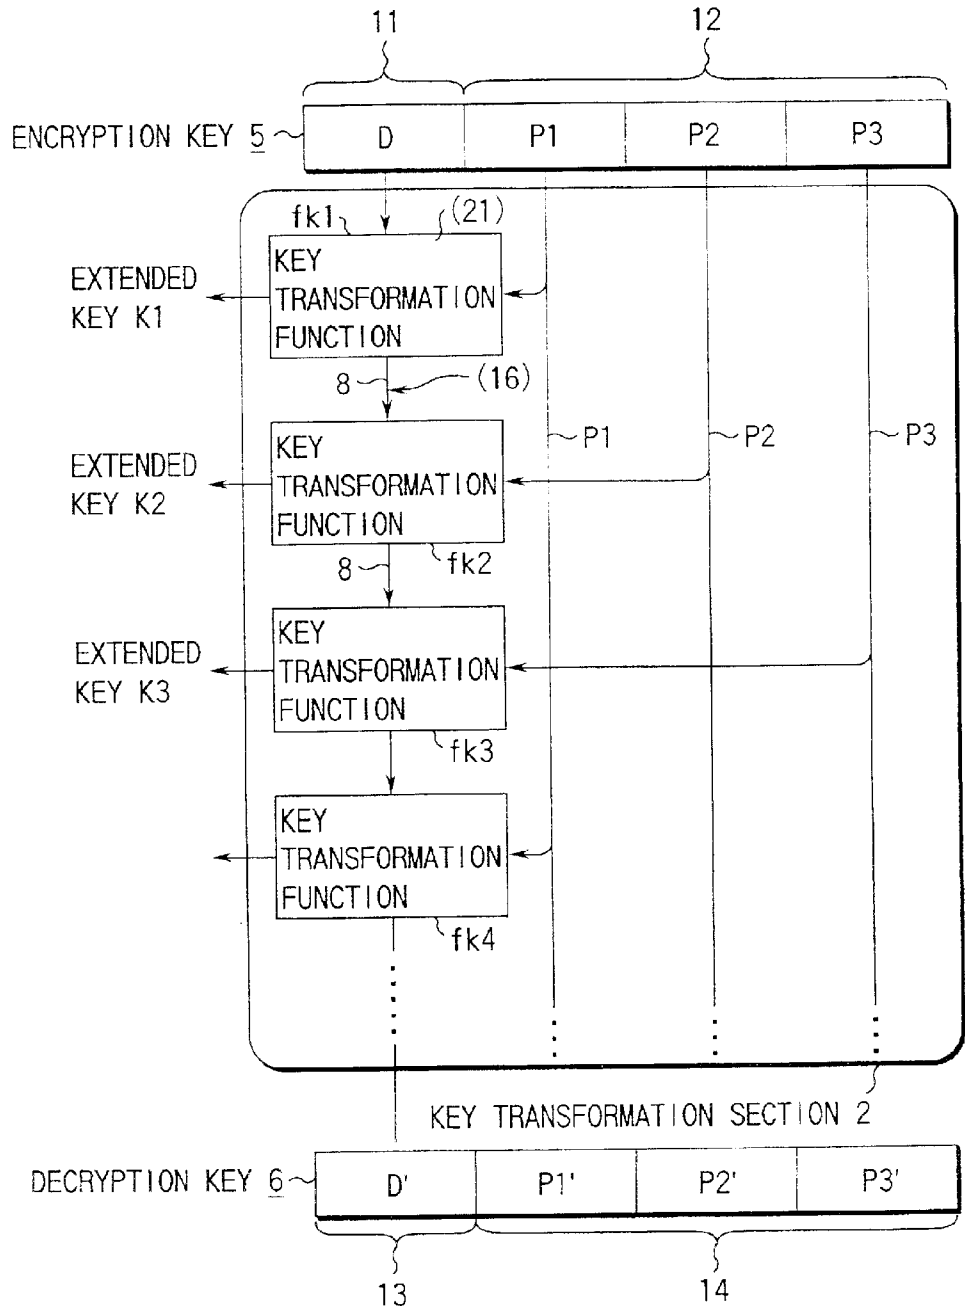 11
12
ENCRYPTION KEY 5
D
P1
P2
P3
fk1
(21)
KEY
TRANSFORMATION
FUNCTION
EXTENDED
KEY K1
8
(16)
P1
P2
P3
KEY
TRANSFORMATION
FUNCTION
EXTENDED
KEY K2
fk2
8
KEY
TRANSFORMATION
FUNCTION
EXTENDED
KEY K3
fk3
KEY
TRANSFORMATION
FUNCTION
fk4
KEY TRANSFORMATION SECTION 2
DECRYPTION KEY 6
D'
P1'
P2'
P3'
13
14